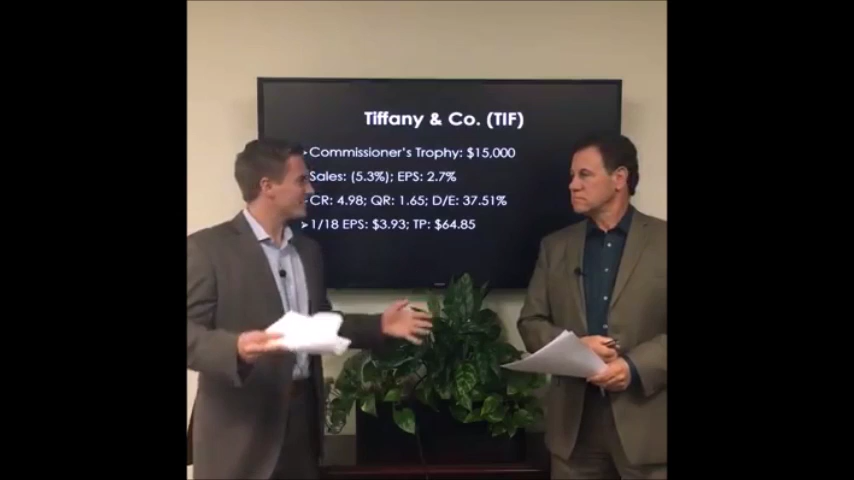 Tiffany & Co. (TIF)
Commissioner's Trophy: $15,000
Sales: (5.3%); EPS: 2.7%
CR: 4.98; QR: 1.65; D/E: 37.51%
1/18 EPS: $3.93; TP: $64.85